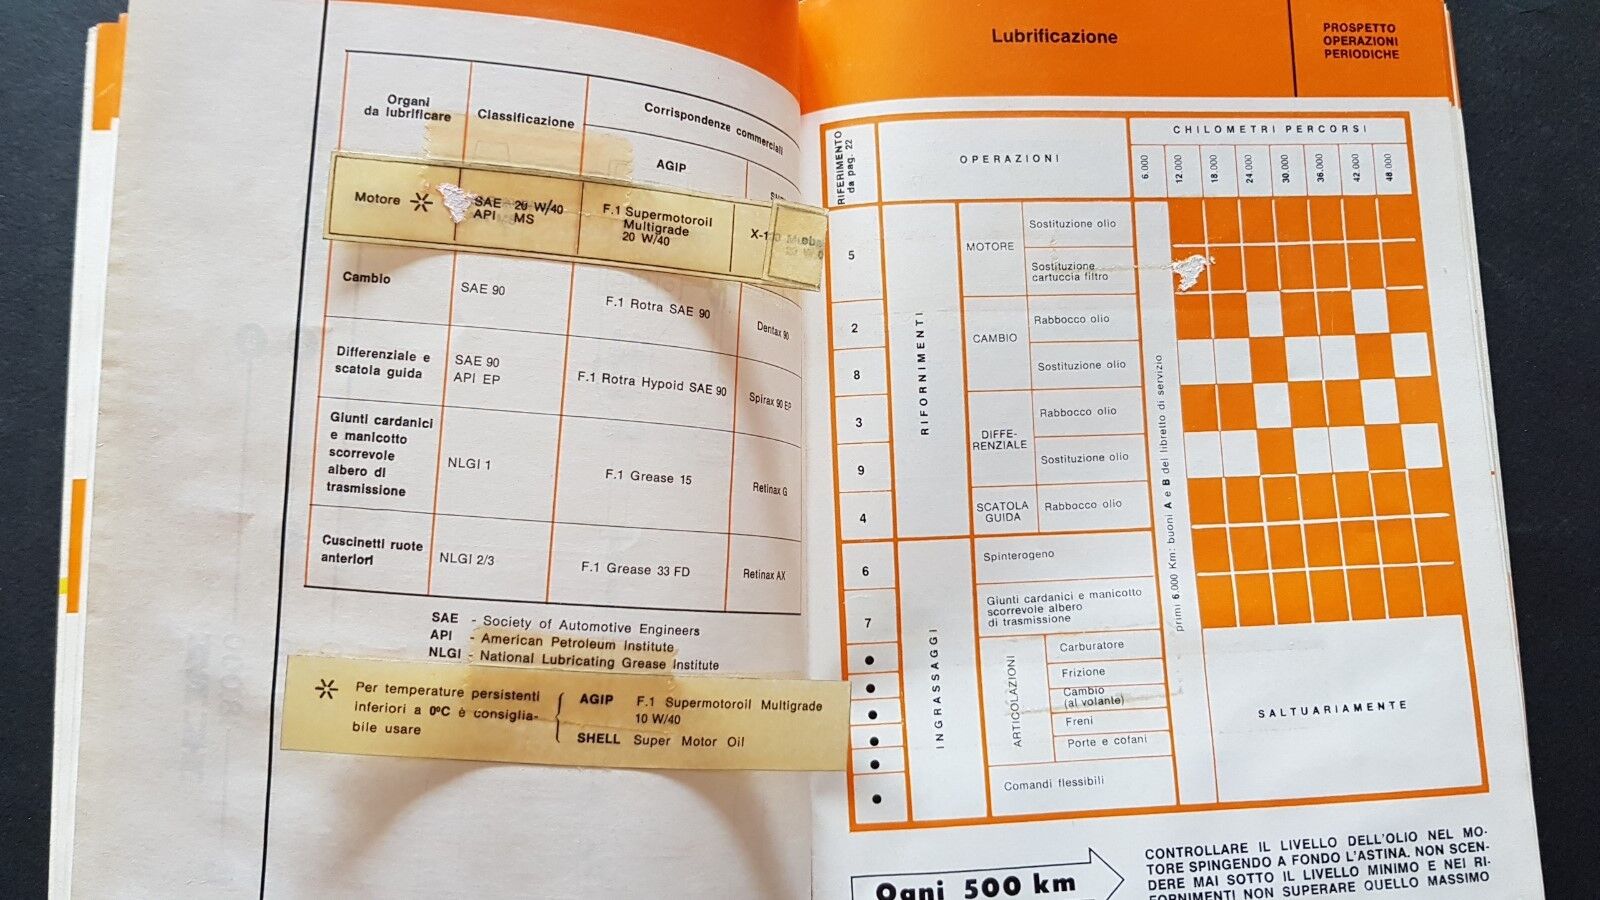 Organi
da lubrificare
Classificazione
Corrispondenze commerciali
AGIP
Motore
SAE 20 W/40
API MS
F.1 Supermotoroil
Multigrade
20 W/40
Cambio
SAE 90
F.1 Rotra SAE 90
Dentax 90
Differenziale e
scatola guida
SAE 90
API EP
F.1 Rotra Hypoid SAE 90
Spirax 90 EP
Giunti cardanici
e manicotto
scorrevole
albero di
trasmissione
NLGI 1
F.1 Grease 15
Retinax G
Cuscinetti ruote
anteriori
NLGI 2/3
F.1 Grease 33 FD
Retinax AX
SAE - Society of Automotive Engineers
API - American Petroleum Institute
NLGI - National Lubricating Grease Institute
Per temperature persistenti
inferiori a 0°C è consiglia-
bile usare
AGIP F.1 Supermotoroil Multigrade
10 W/40
SHELL Super Motor Oil
Lubrificazione
PROSPETTO
OPERAZIONI
PERIODICHE
RIFERIMENTO
da pag. 22
OPERAZIONI
CHILOMETRI PERCORSI
6.000
12.000
18.000
24.000
30.000
36.000
42.000
48.000
5
2
8
3
9
4
6
7
RIFORNIMENTI
MOTORE
Sostituzione olio
Sostituzione
cartuccia filtro
CAMBIO
Rabbocco olio
Sostituzione olio
DIFFE-
RENZIALE
Rabbocco olio
Sostituzione olio
SCATOLA
GUIDA
Rabbocco olio
INGRASSAGGI
Spinterogeno
Giunti cardanici e manicotto
scorrevole albero
di trasmissione
ARTICOLAZIONI
Carburatore
Frizione
Cambio
(al volante)
Freni
Porte e cofani
Comandi flessibili
primi 6.000 Km: buoni A e B del libretto di servizio
SALTUARIAMENTE
Ogni 500 km
CONTROLLARE IL LIVELLO DELL'OLIO NEL MO-
TORE SPINGENDO A FONDO L'ASTINA. NON SCEN-
DERE MAI SOTTO IL LIVELLO MINIMO E NEI RI-
FORNIMENTI NON SUPERARE QUELLO MASSIMO